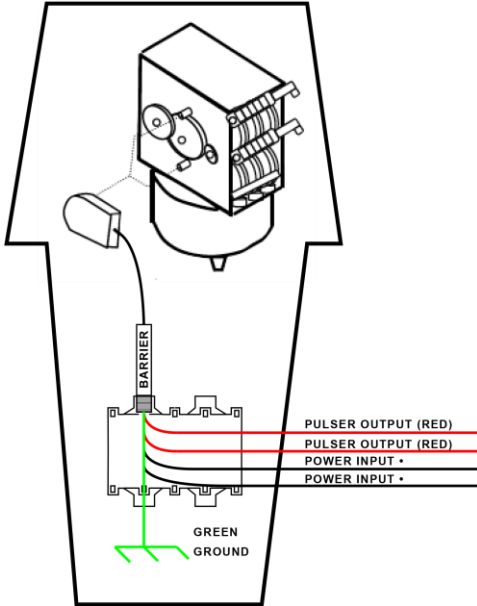 BARRIER
PULSER OUTPUT (RED)
PULSER OUTPUT (RED)
POWER INPUT •
POWER INPUT •
GREEN
GROUND